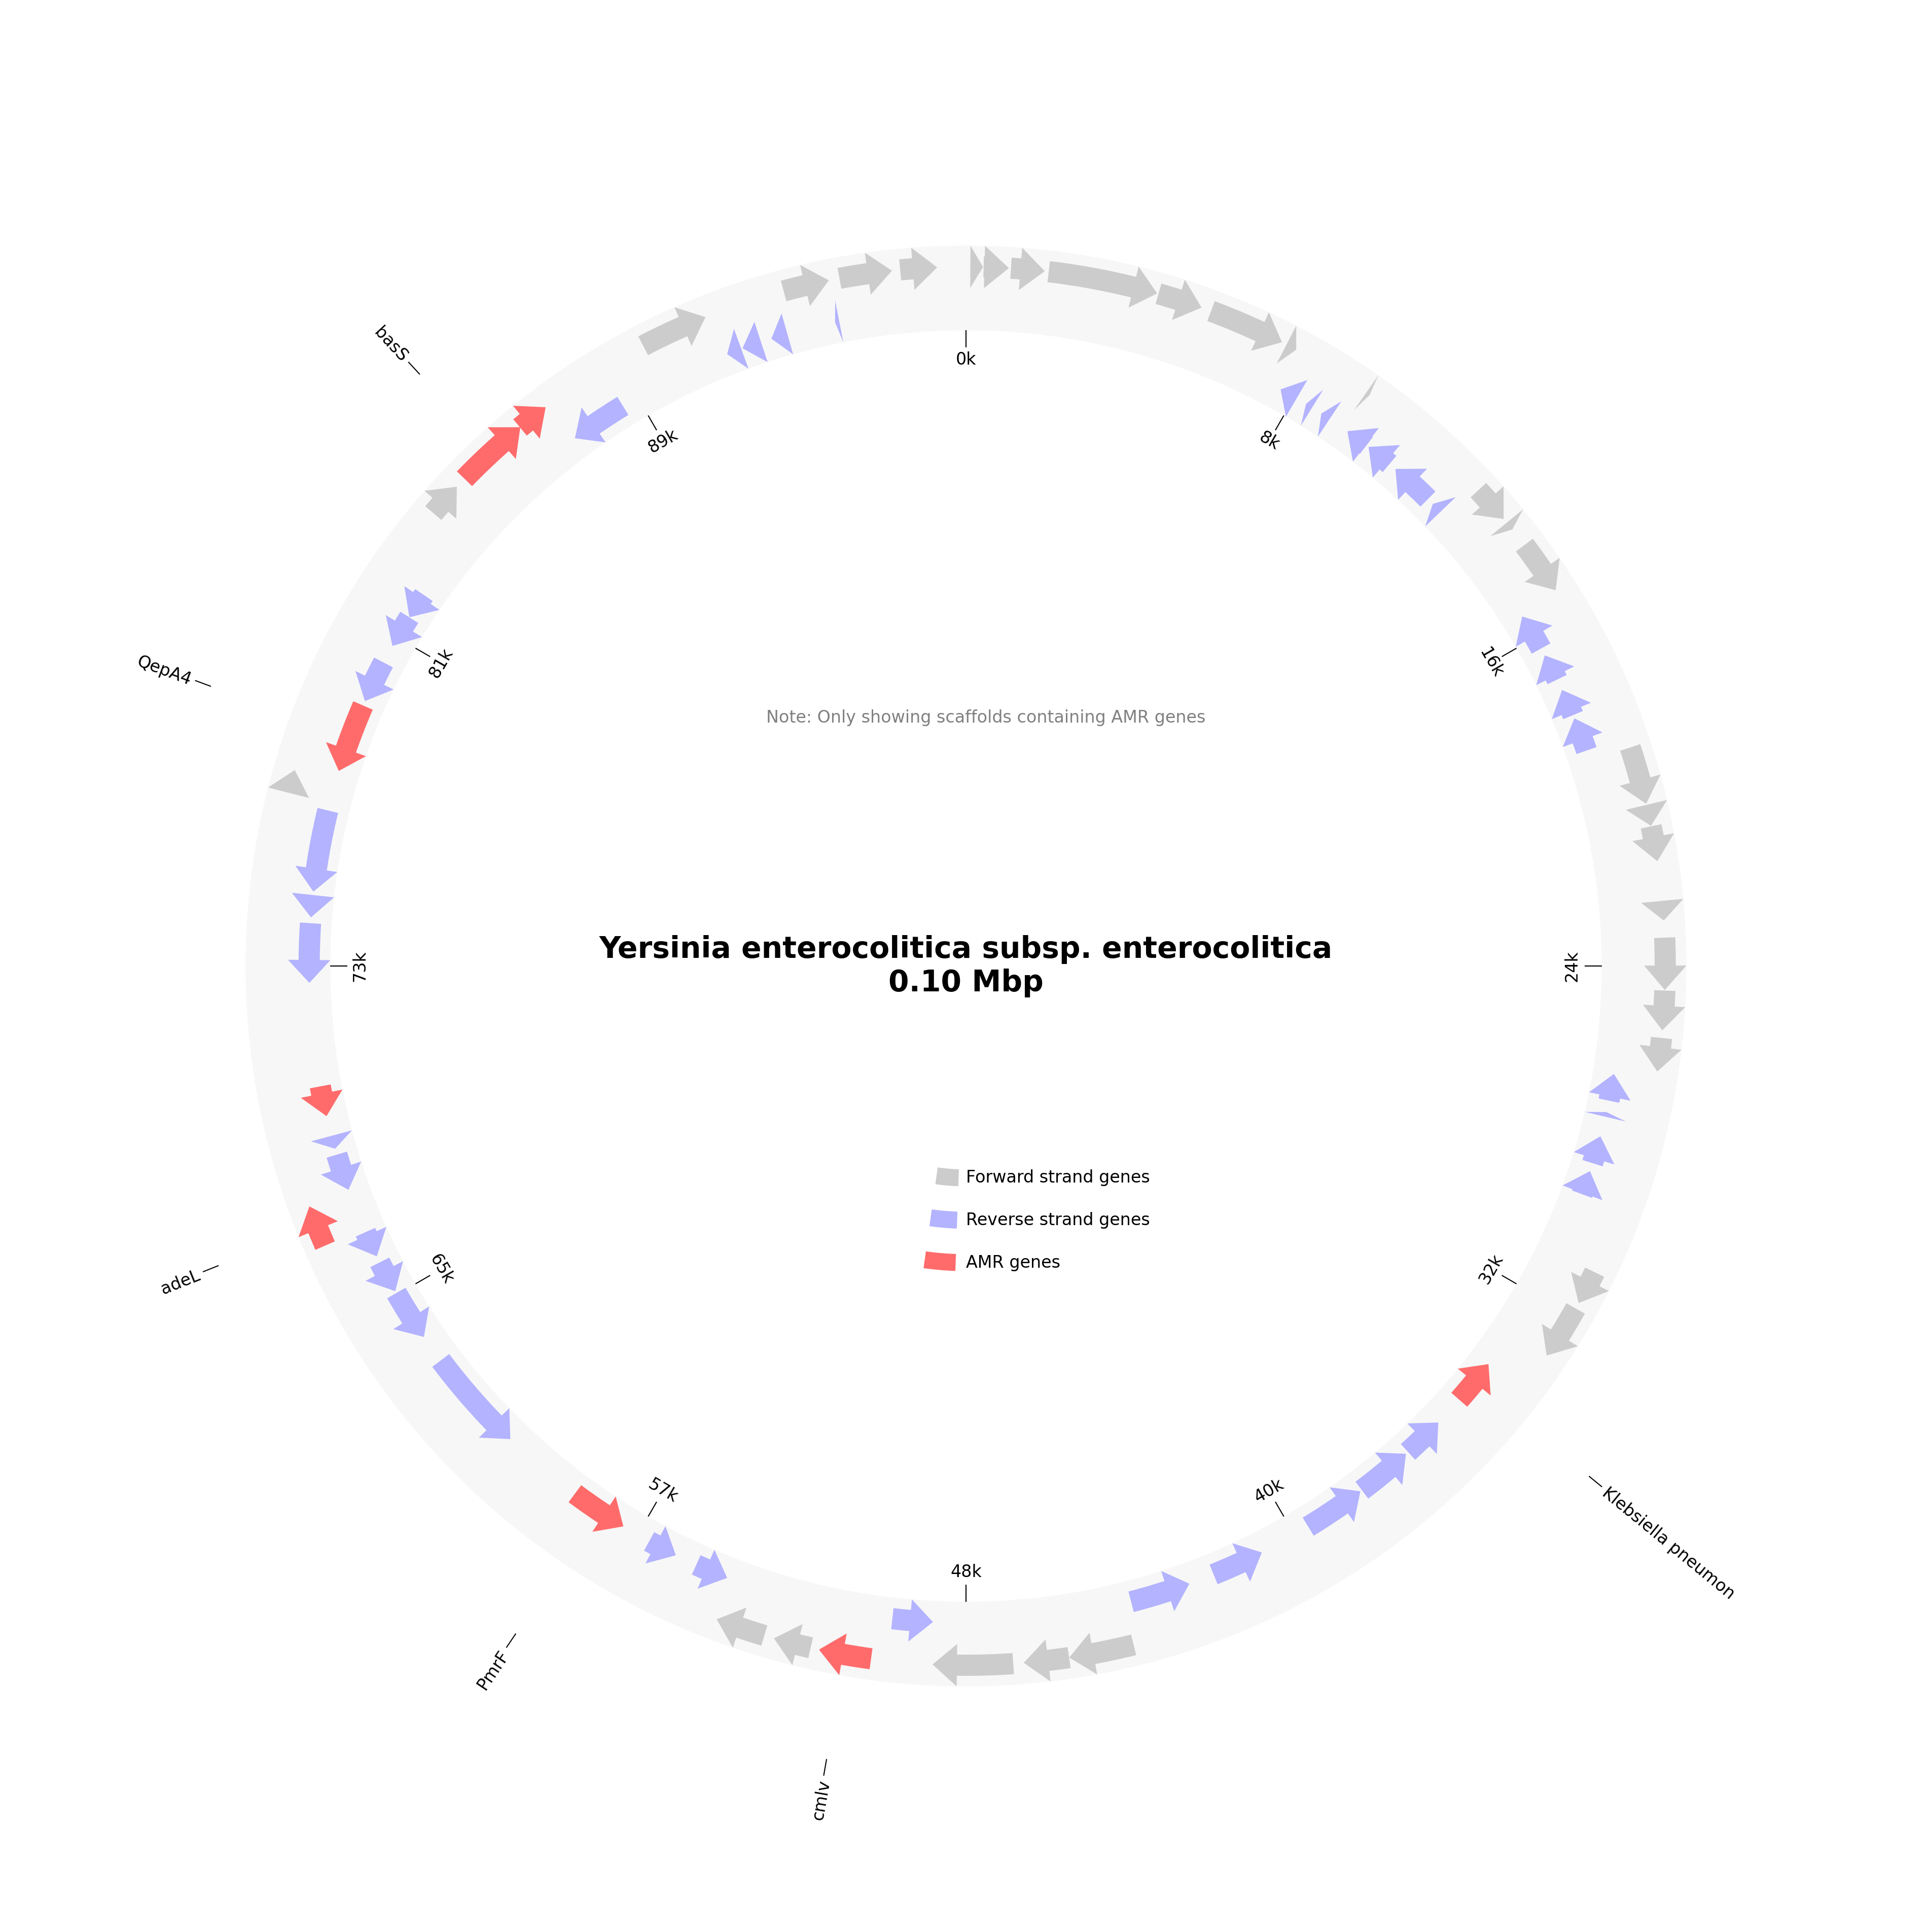 basS
0k
89k
8k
QepA4
81k
16k
Note: Only showing scaffolds containing AMR genes
Yersinia enterocolitica subsp. enterocolitica
0.10 Mbp
73k
24k
Forward strand genes
Reverse strand genes
AMR genes
adeL
65k
32k
57k
40k
Klebsiella pneumon
48k
PmrF
cmlv